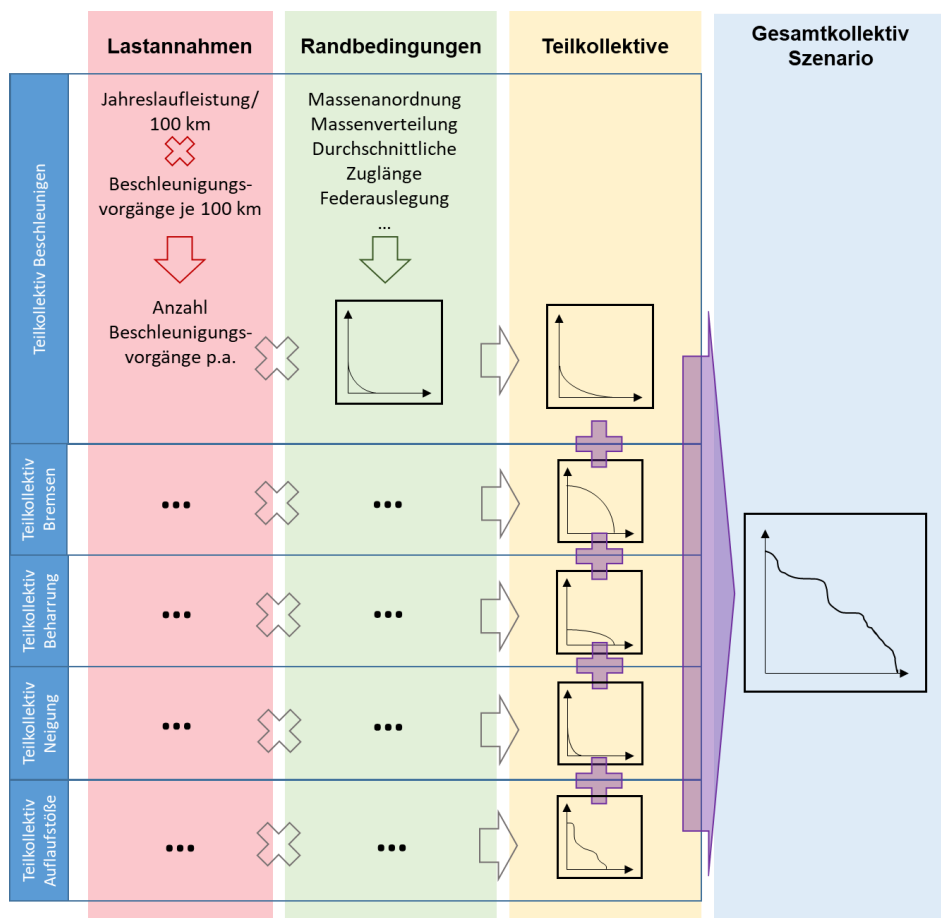 Lastannahmen
Randbedingungen
Teilkollektive
Gesamtkollektiv
Szenario
Teilkollektiv Beschleunigen
Jahreslaufleistung/
100 km
Beschleunigungs-
vorgänge je 100 km
Anzahl
Beschleunigungs-
vorgänge p.a.
Massenanordnung
Massenverteilung
Durchschnittliche
Zuglänge
Federauslegung
...
Teilkollektiv
Bremsen
...
...
Teilkollektiv
Beharrung
...
...
Teilkollektiv
Neigung
...
...
Teilkollektiv
Auflaufstöße
...
...